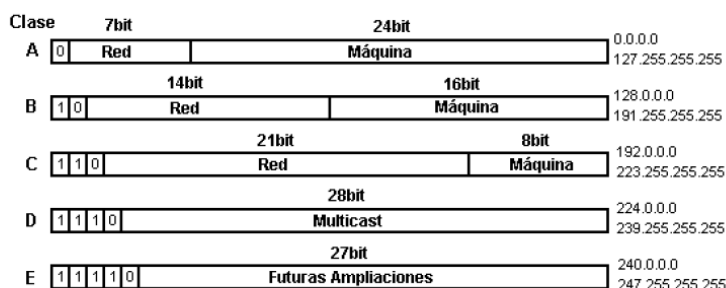 Clase 7bit 24bit
A 0 Red Máquina 0.0.0.0
127.255.255.255
14bit 16bit
B 1 0 Red Máquina 128.0.0.0
191.255.255.255
21bit 8bit
C 1 1 0 Red Máquina 192.0.0.0
223.255.255.255
28bit
D 1 1 1 0 Multicast 224.0.0.0
239.255.255.255
27bit
E 1 1 1 1 0 Futuras Ampliaciones 240.0.0.0
247.255.255.255